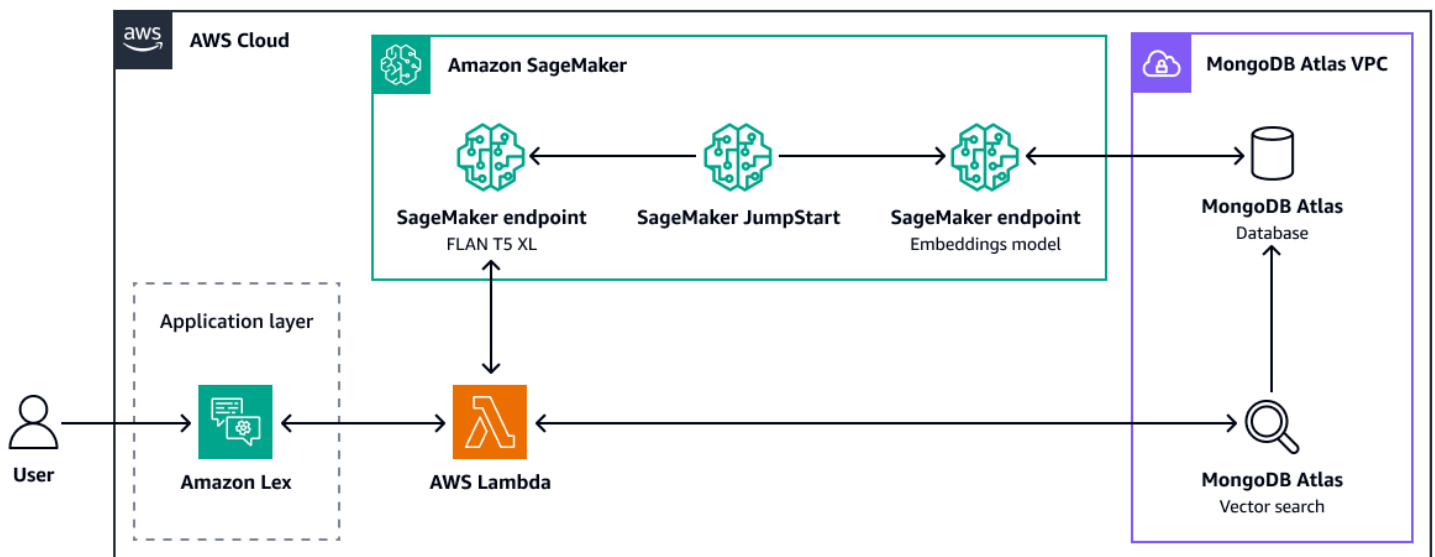 aws
AWS Cloud
Amazon SageMaker
MongoDB Atlas VPC
SageMaker endpoint
FLAN T5 XL
SageMaker JumpStart
SageMaker endpoint
Embeddings model
MongoDB Atlas
Database
Application layer
User
Amazon Lex
AWS Lambda
MongoDB Atlas
Vector search